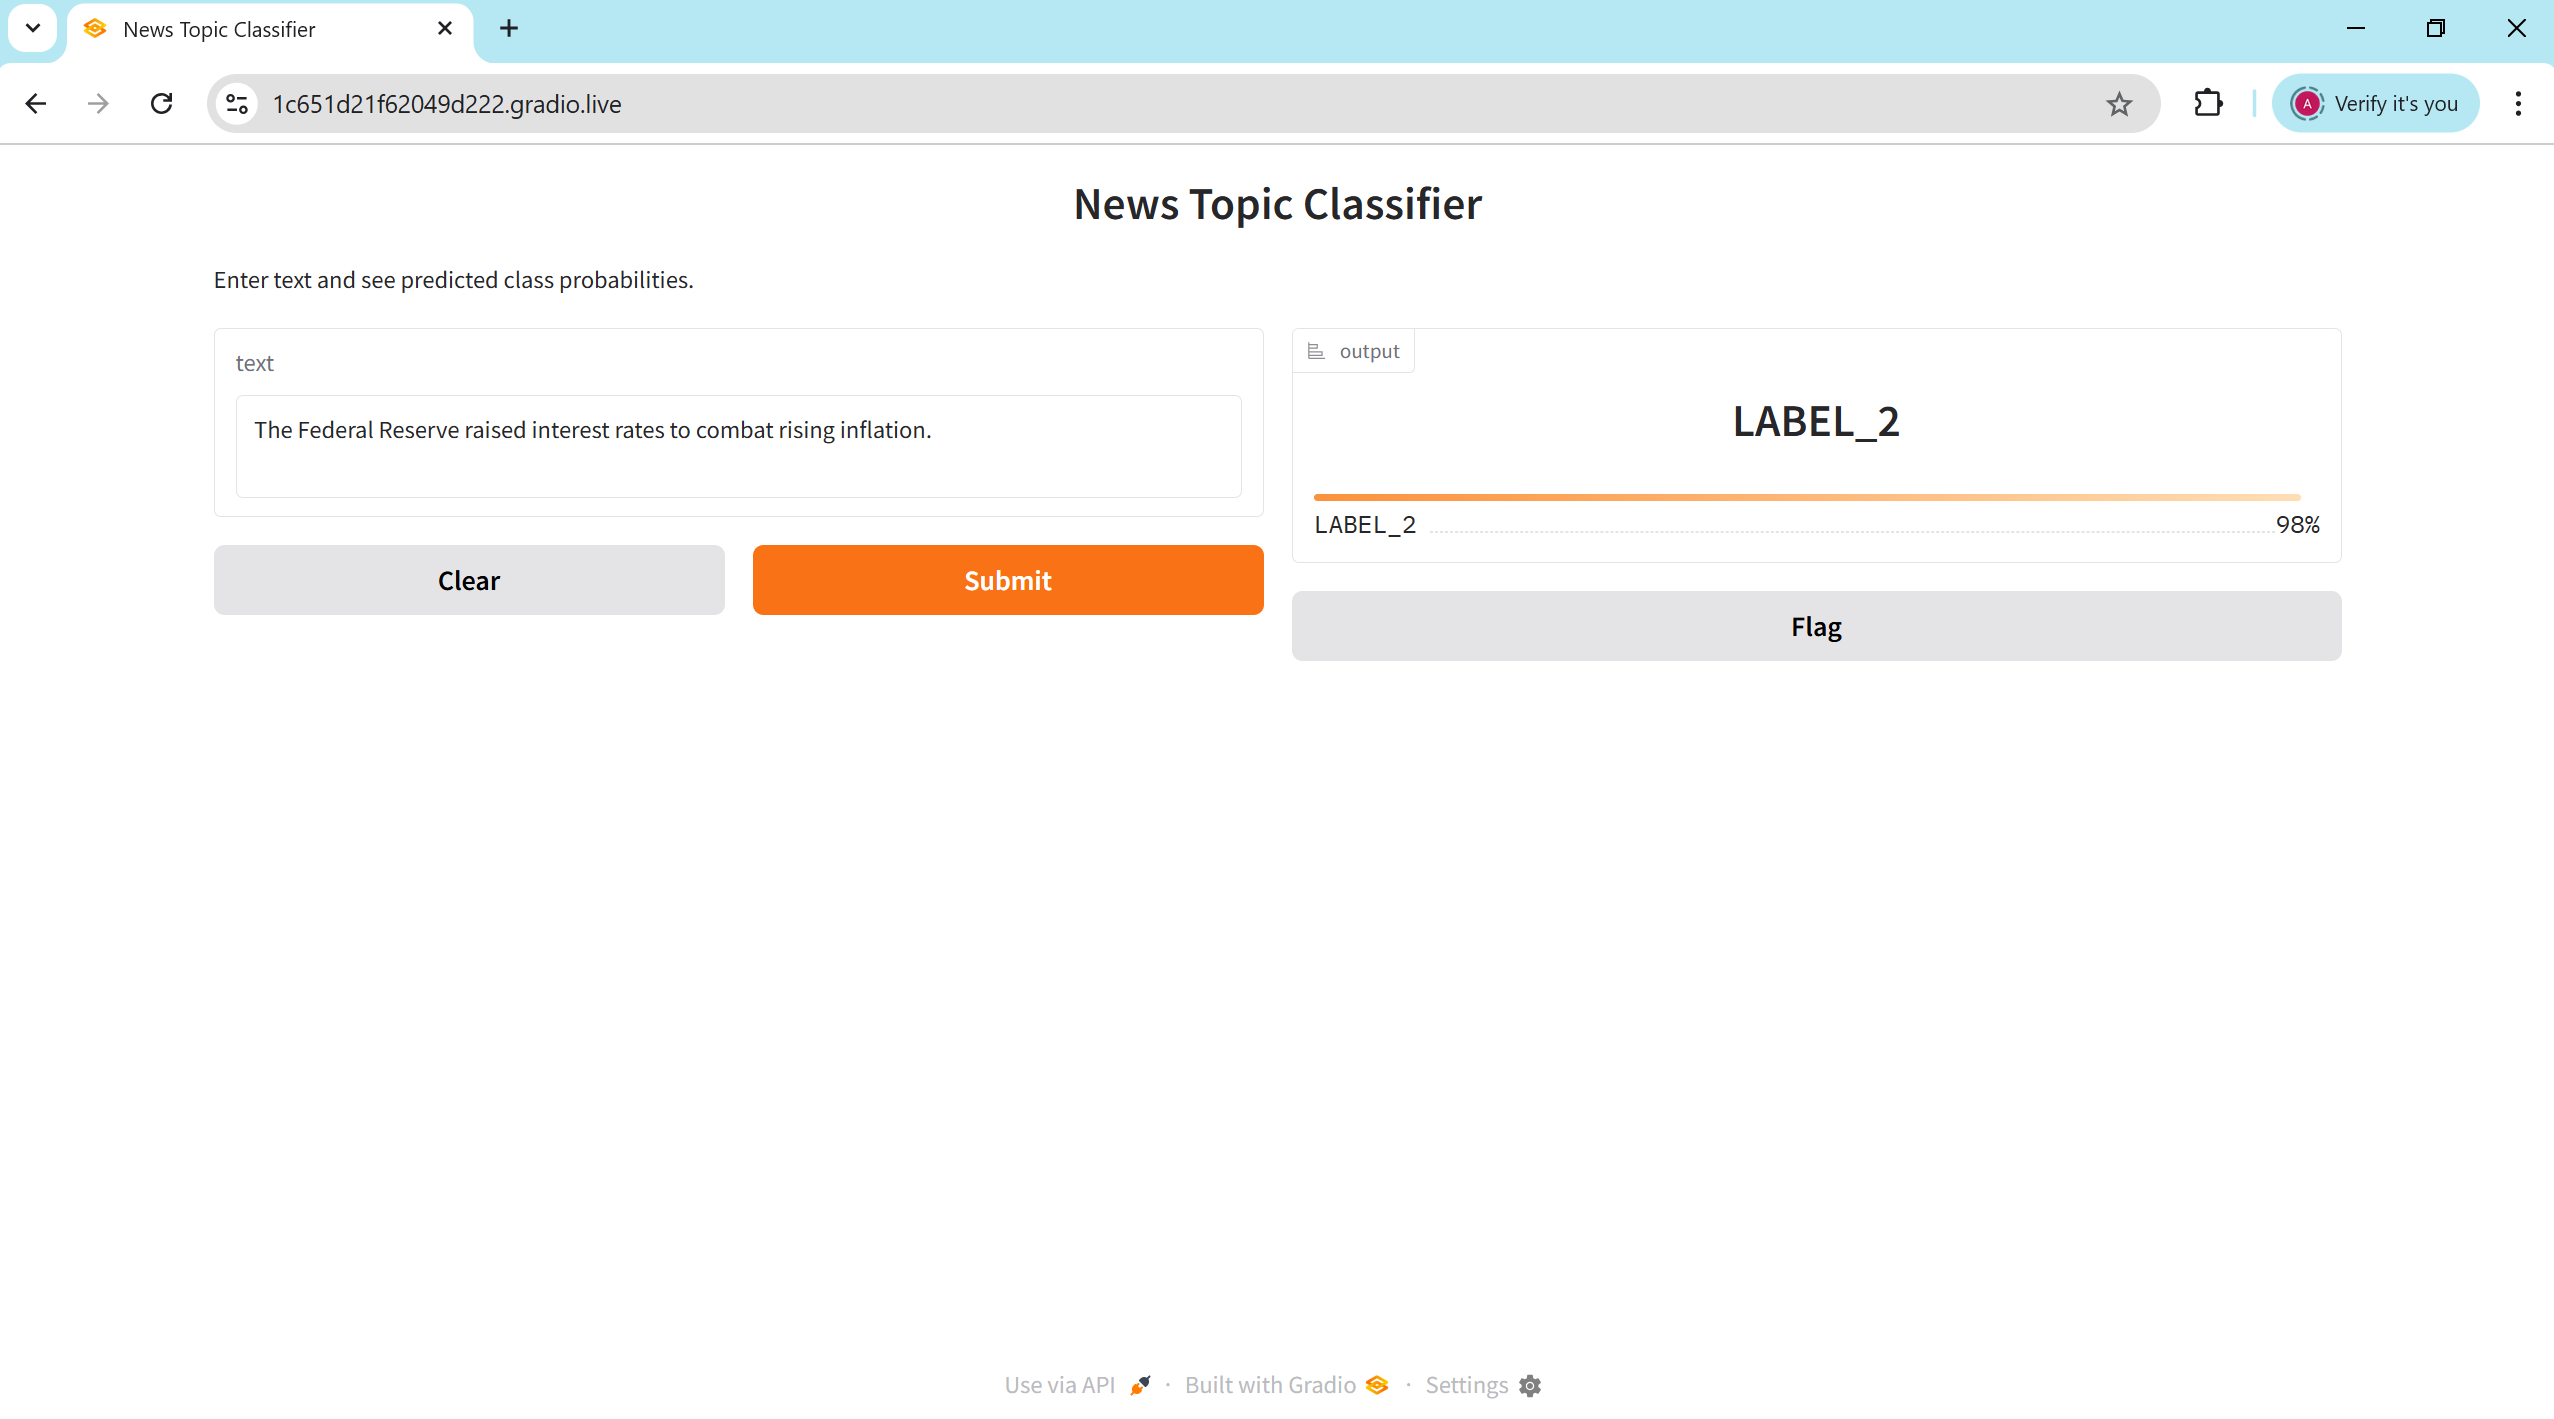 News Topic Classifier
1c651d21f62049d222.gradio.live
A Verify it's you
News Topic Classifier
Enter text and see predicted class probabilities.
text
The Federal Reserve raised interest rates to combat rising inflation.
Clear
Submit
output
LABEL_2
LABEL_2 98%
Flag
Use via API · Built with Gradio · Settings